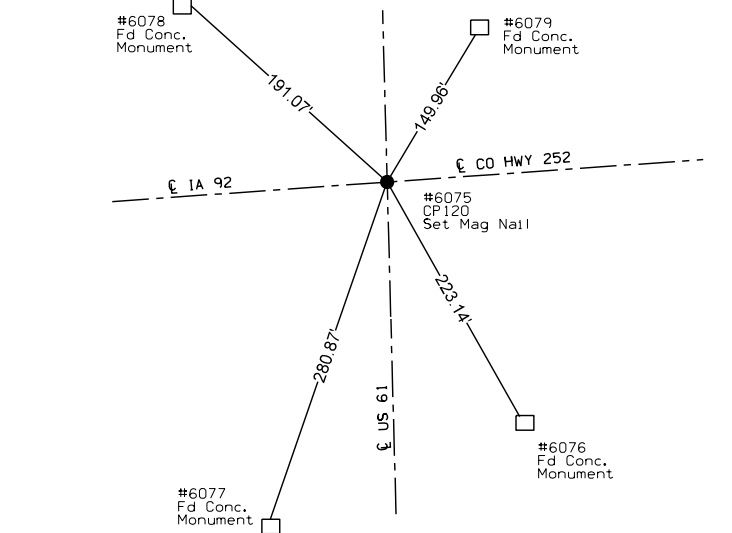 #6078
Fd Conc.
Monument
#6079
Fd Conc.
Monument
191.07'
149.96'
℄ IA 92
℄ CO HWY 252
#6075
CP120
Set Mag Nail
223.14'
280.87'
℄ US 61
#6076
Fd Conc.
Monument
#6077
Fd Conc.
Monument